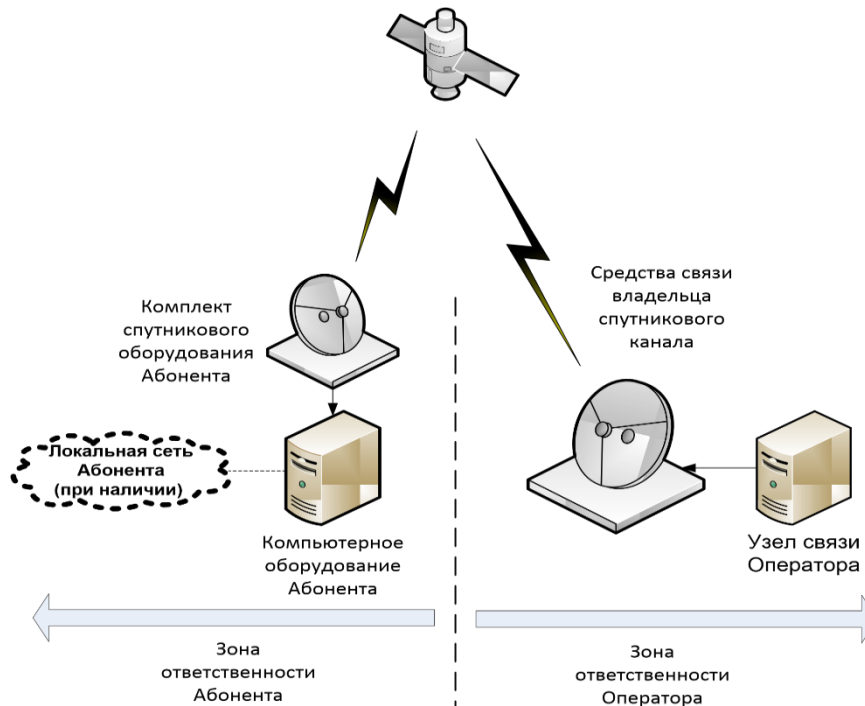 Средства связи
владельца
спутникового
канала
Комплект
спутникового
оборудования
Абонента
Локальная сеть
Абонента
(при наличии)
Компьютерное
оборудование
Абонента
Узел связи
Оператора
Зона
ответственности
Абонента
Зона
ответственности
Оператора